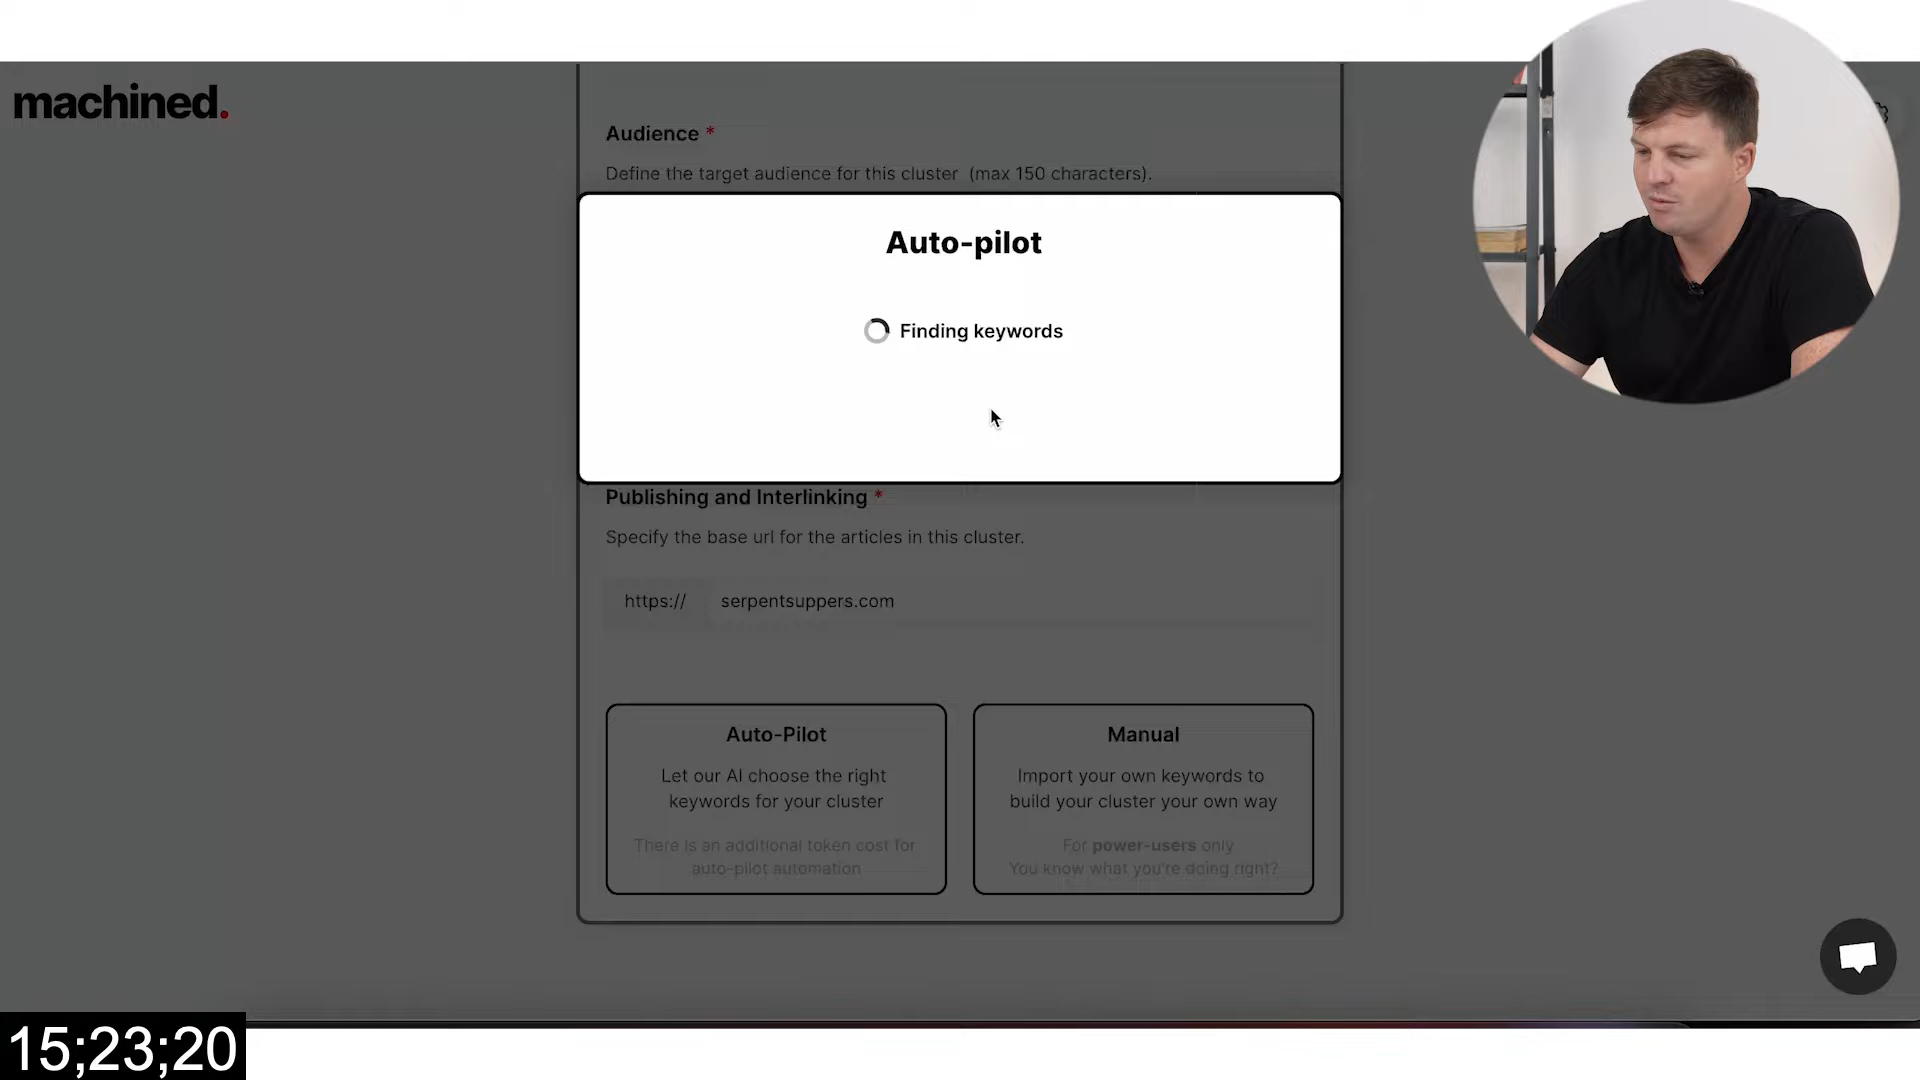 machined.
Audience *
Define the target audience for this cluster (max 150 characters).
Auto-pilot
Finding keywords
Publishing and Interlinking *
Specify the base url for the articles in this cluster.
https:// serpentsuppers.com
Auto-Pilot
Let our AI choose the right
keywords for your cluster
There is an additional token cost for
auto-pilot automation
Manual
Import your own keywords to
build your cluster your own way
For power-users only
You know what you're doing right?
15;23;20